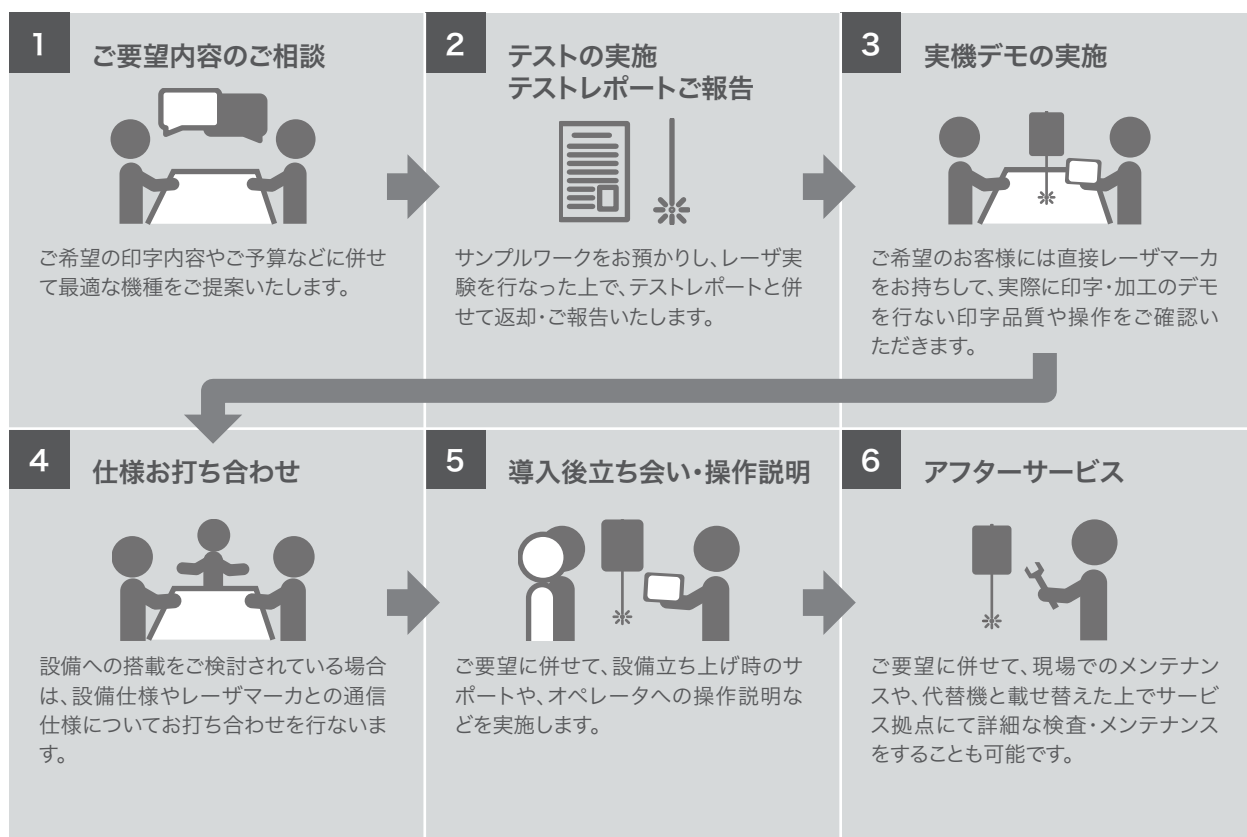 1
ご要望内容のご相談
ご希望の印字内容やご予算などに併せ
て最適な機種をご提案いたします。
2
テストの実施
テストレポートご報告
サンプルワークをお預かりし、レーザ実
験を行なった上で、テストレポートと併
せて返却・ご報告いたします。
3
実機デモの実施
ご希望のお客様には直接レーザマーカ
をお持ちして、実際に印字・加工のデモ
を行ない印字品質や操作をご確認い
ただきます。
4
仕様お打ち合わせ
設備への搭載をご検討されている場合
は、設備仕様やレーザマーカとの通信
仕様についてお打ち合わせを行ないま
す。
5
導入後立ち会い・操作説明
ご要望に併せて、設備立ち上げ時のサ
ポートや、オペレータへの操作説明な
どを実施します。
6
アフターサービス
ご要望に併せて、現場でのメンテナン
スや、代替機と載せ替えた上でサービ
ス拠点にて詳細な検査・メンテナンス
をすることも可能です。